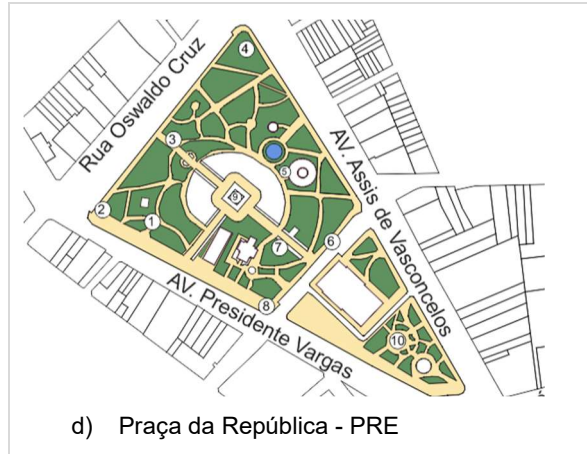 4
Rua Oswaldo Cruz
3
AV. Assis de Vasconcelos
5
9
2
1
6
7
8
AV. Presidente Vargas
10
d) Praça da República - PRE